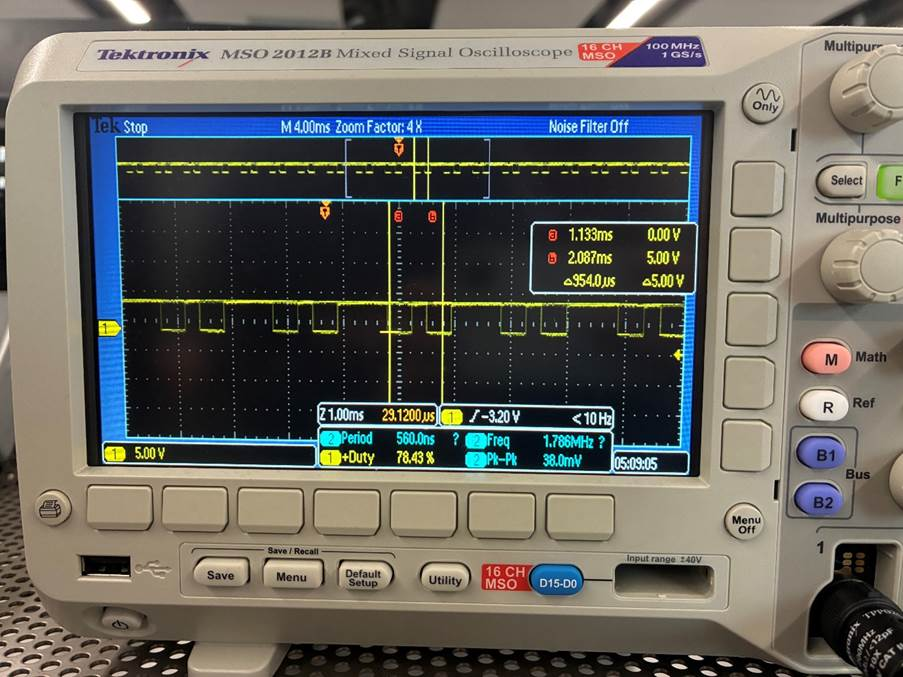 Tektronix MSO 2012B Mixed Signal Oscilloscope 16 CH MSO 100 MHz 1 GS/s
Multipur
Only
Tek Stop M 4.00ms Zoom Factor: 4 X Noise Filter Off
T
Select F
Multipurpose
T a b
a 1.133ms 0.00 V
b 2.087ms 5.00 V
△954.0µs △5.00 V
1
M Math
R Ref
B1
Bus
B2
Z 1.00ms 29.1200µs 1 -3.20 V < 10 Hz
2 Period 560.0ns ? 2 Freq 1.786MHz ?
1 5.00 V 1 +Duty 78.43 % 2 Pk-Pk 38.0mV 05:09:05
Menu Off
1
Save / Recall
Input range ±40V
Save Menu Default Setup Utility 16 CH MSO D15-D0